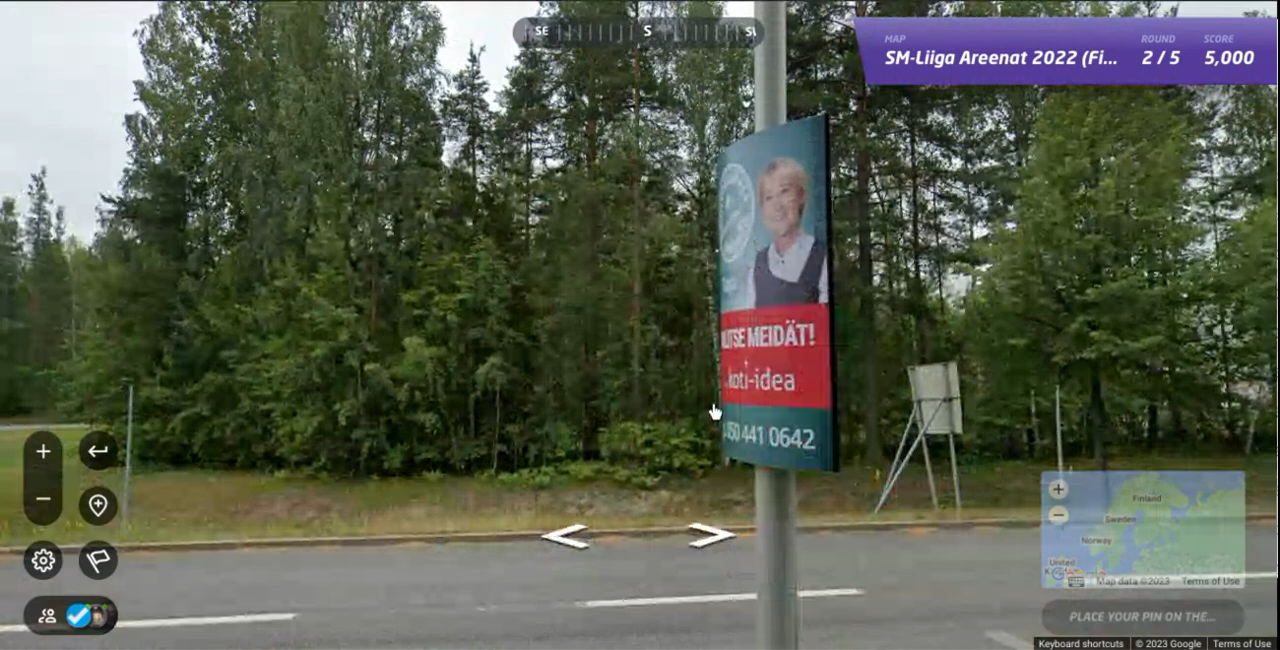 SE
S
MAP
ROUND
SCORE
SM-Liiga Areenat 2022 (Fi...
2 / 5
5,000
MEIDÄT!
koti-idea
050 441 0642
Finland
Sweden
Norway
United
Map data ©2023
Terms of Use
PLACE YOUR PIN ON THE...
Keyboard shortcuts
© 2023 Google
Terms of Use